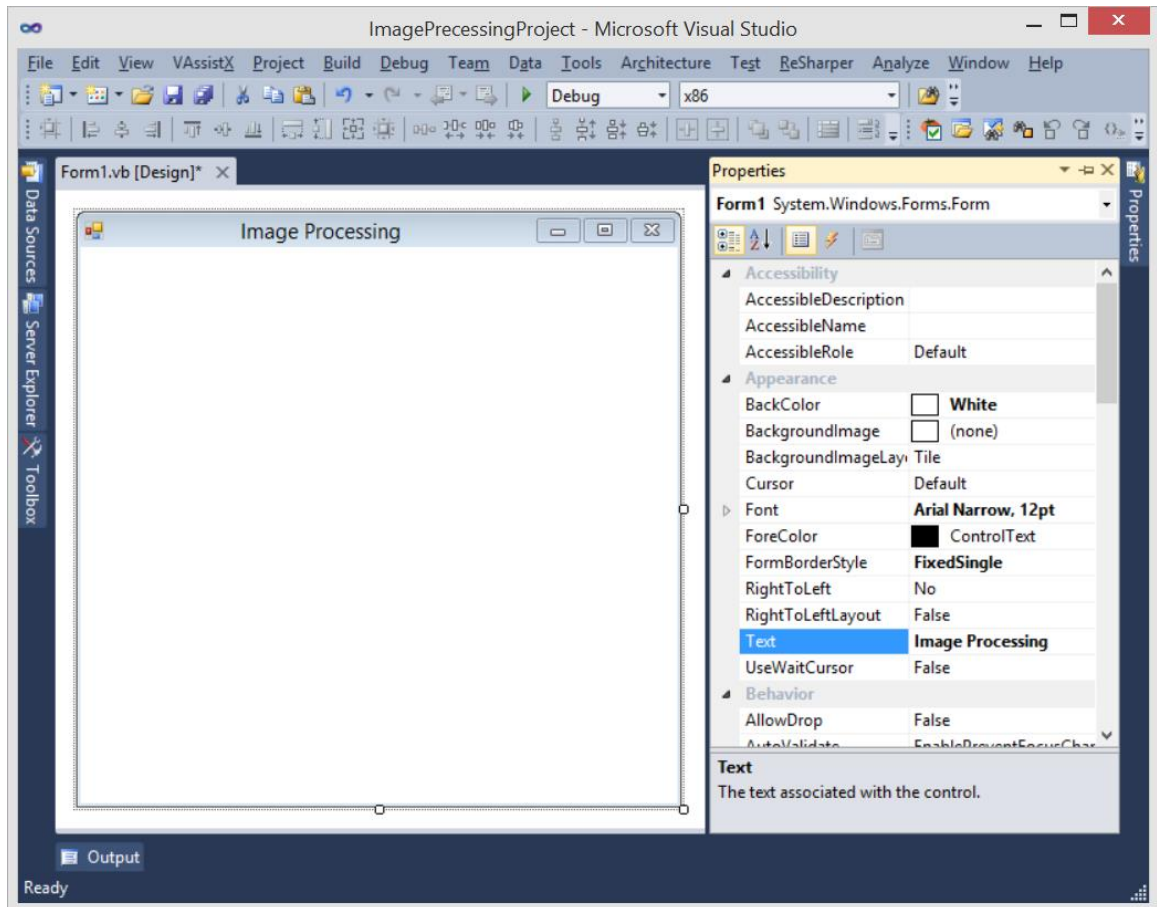 ImagePrecessingProject - Microsoft Visual Studio
File Edit View VAssistX Project Build Debug Team Data Tools Architecture Test ReSharper Analyze Window Help
Debug x86
Form1.vb [Design]*
Properties
Form1 System.Windows.Forms.Form
Data Sources
Server Explorer
Toolbox
Properties
Image Processing
Accessibility
AccessibleDescription
AccessibleName
AccessibleRole Default
Appearance
BackColor White
BackgroundImage (none)
BackgroundImageLay Tile
Cursor Default
Font Arial Narrow, 12pt
ForeColor ControlText
FormBorderStyle FixedSingle
RightToLeft No
RightToLeftLayout False
Text Image Processing
UseWaitCursor False
Behavior
AllowDrop False
AutoValidate EnablePreventFocusChar
Text
The text associated with the control.
Output
Ready